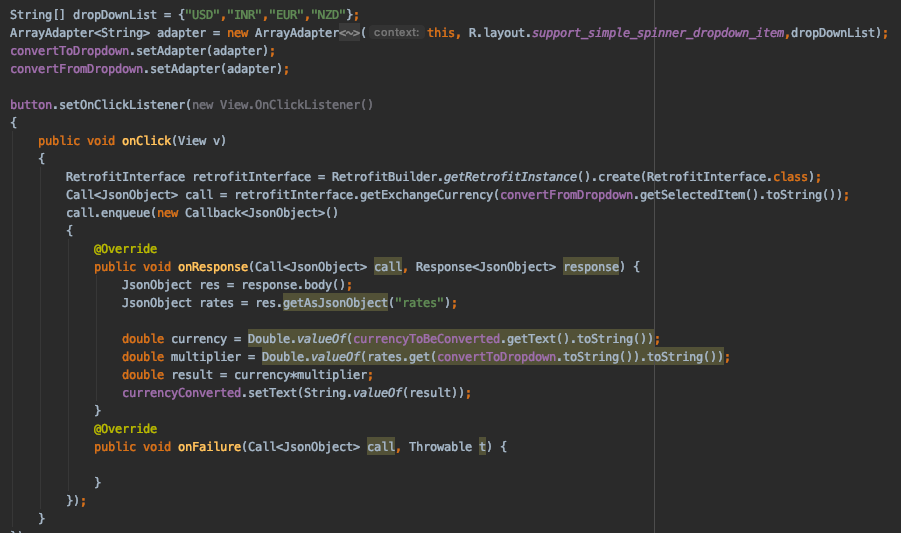 String[] dropDownList = {"USD","INR","EUR","NZD"};
ArrayAdapter<String> adapter = new ArrayAdapter<~>( context: this, R.layout.support_simple_spinner_dropdown_item,dropDownList);
convertToDropdown.setAdapter(adapter);
convertFromDropdown.setAdapter(adapter);
button.setOnClickListener(new View.OnClickListener()
{
public void onClick(View v)
{
RetrofitInterface retrofitInterface = RetrofitBuilder.getRetrofitInstance().create(RetrofitInterface.class);
Call<JsonObject> call = retrofitInterface.getExchangeCurrency(convertFromDropdown.getSelectedItem().toString());
call.enqueue(new Callback<JsonObject>()
{
@Override
public void onResponse(Call<JsonObject> call, Response<JsonObject> response) {
JsonObject res = response.body();
JsonObject rates = res.getAsJsonObject("rates");
double currency = Double.valueOf(currencyToBeConverted.getText().toString());
double multiplier = Double.valueOf(rates.get(convertToDropdown.toString()).toString());
double result = currency*multiplier;
currencyConverted.setText(String.valueOf(result));
}
@Override
public void onFailure(Call<JsonObject> call, Throwable t) {
}
});
}